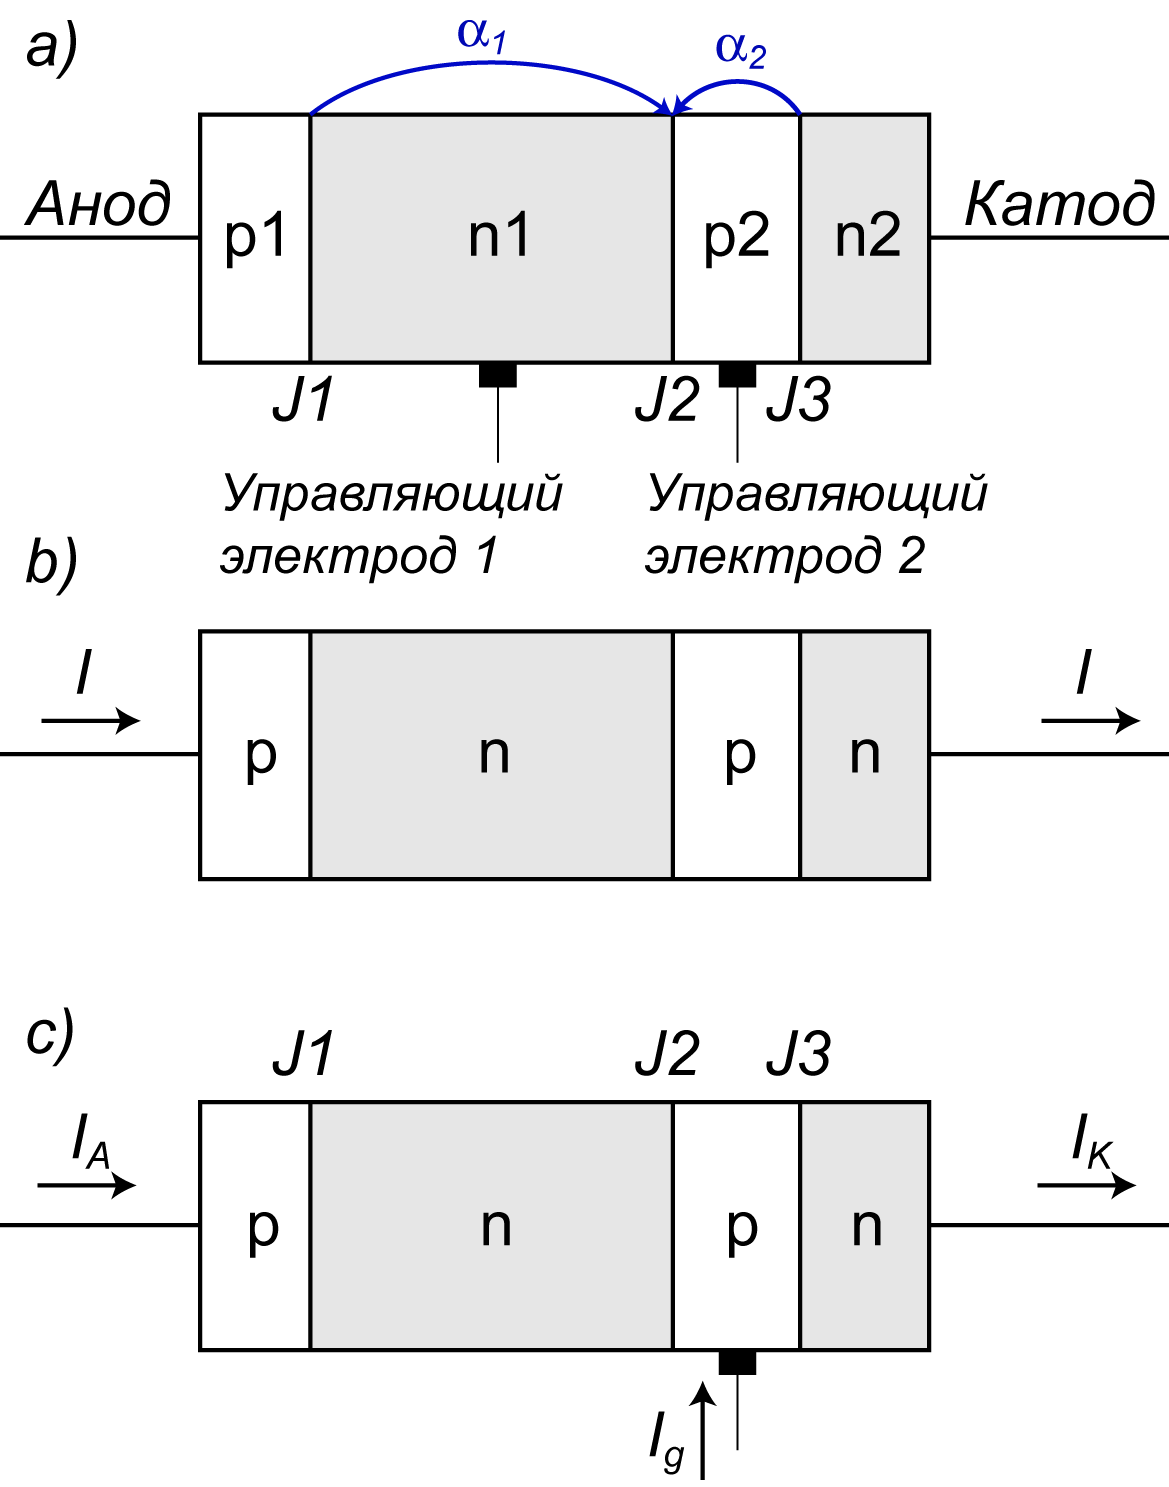 a)
α1
α2
Анод
Катод
p1
n1
p2
n2
J1
J2
J3
Управляющий
электрод 1
Управляющий
электрод 2
b)
I
I
p
n
p
n
c)
J1
J2
J3
IA
IK
p
n
p
n
Ig